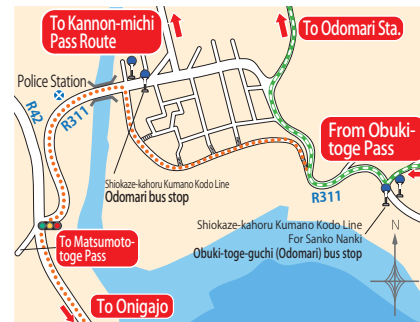 To Kannon-michi
Pass Route
To Odomari Sta.
Police Station
R42
R311
From Obuki-
toge Pass
Shiokaze-kahoru Kumano Kodo Line
Odomari bus stop
R311
Shiokaze-kahoru Kumano Kodo Line
For Sanko Nanki
Obuki-toge-guchi (Odomari) bus stop
N
To Matsumoto-
toge Pass
To Onigajo